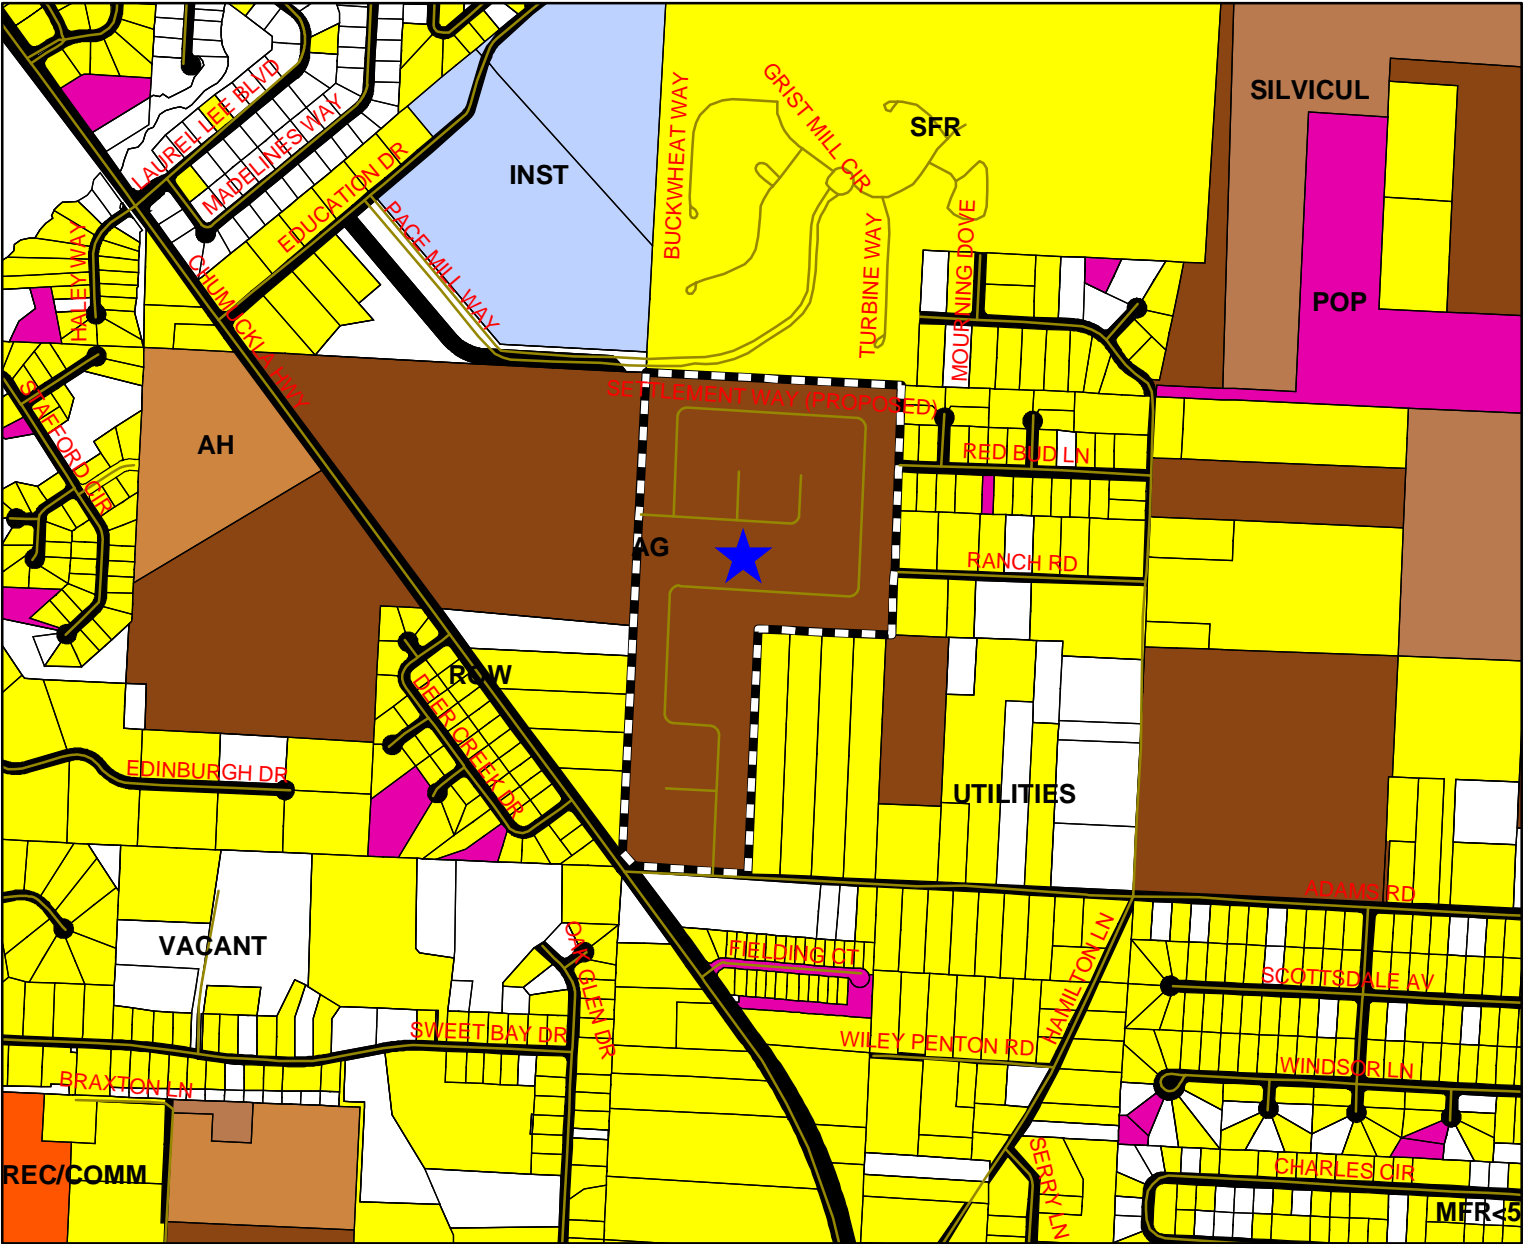 LAUREL LEE BLVD
MADELINES WAY
EDUCATION DR
INST
BUCKWHEAT WAY
GRIST MILL CIR
SFR
SILVICUL
HALEY WAY
CHUMUCKLA HWY
PACE MILL WAY
TURBINE WAY
MOURNING DOVE
POP
STAFFORD CIR
AH
SETTLEMENT WAY (PROPOSED)
RED BUD LN
AG
RANCH RD
ROW
DEER CREEK DR
EDINBURGH DR
UTILITIES
ADAMS RD
VACANT
OAK GLEN DR
FIELDING CT
HAMILTON LN
SCOTTSDALE AV
SWEET BAY DR
WILEY PENTON RD
WINDSOR LN
BRAXTON LN
REC/COMM
SERRY LN
CHARLES CIR
MFR<5